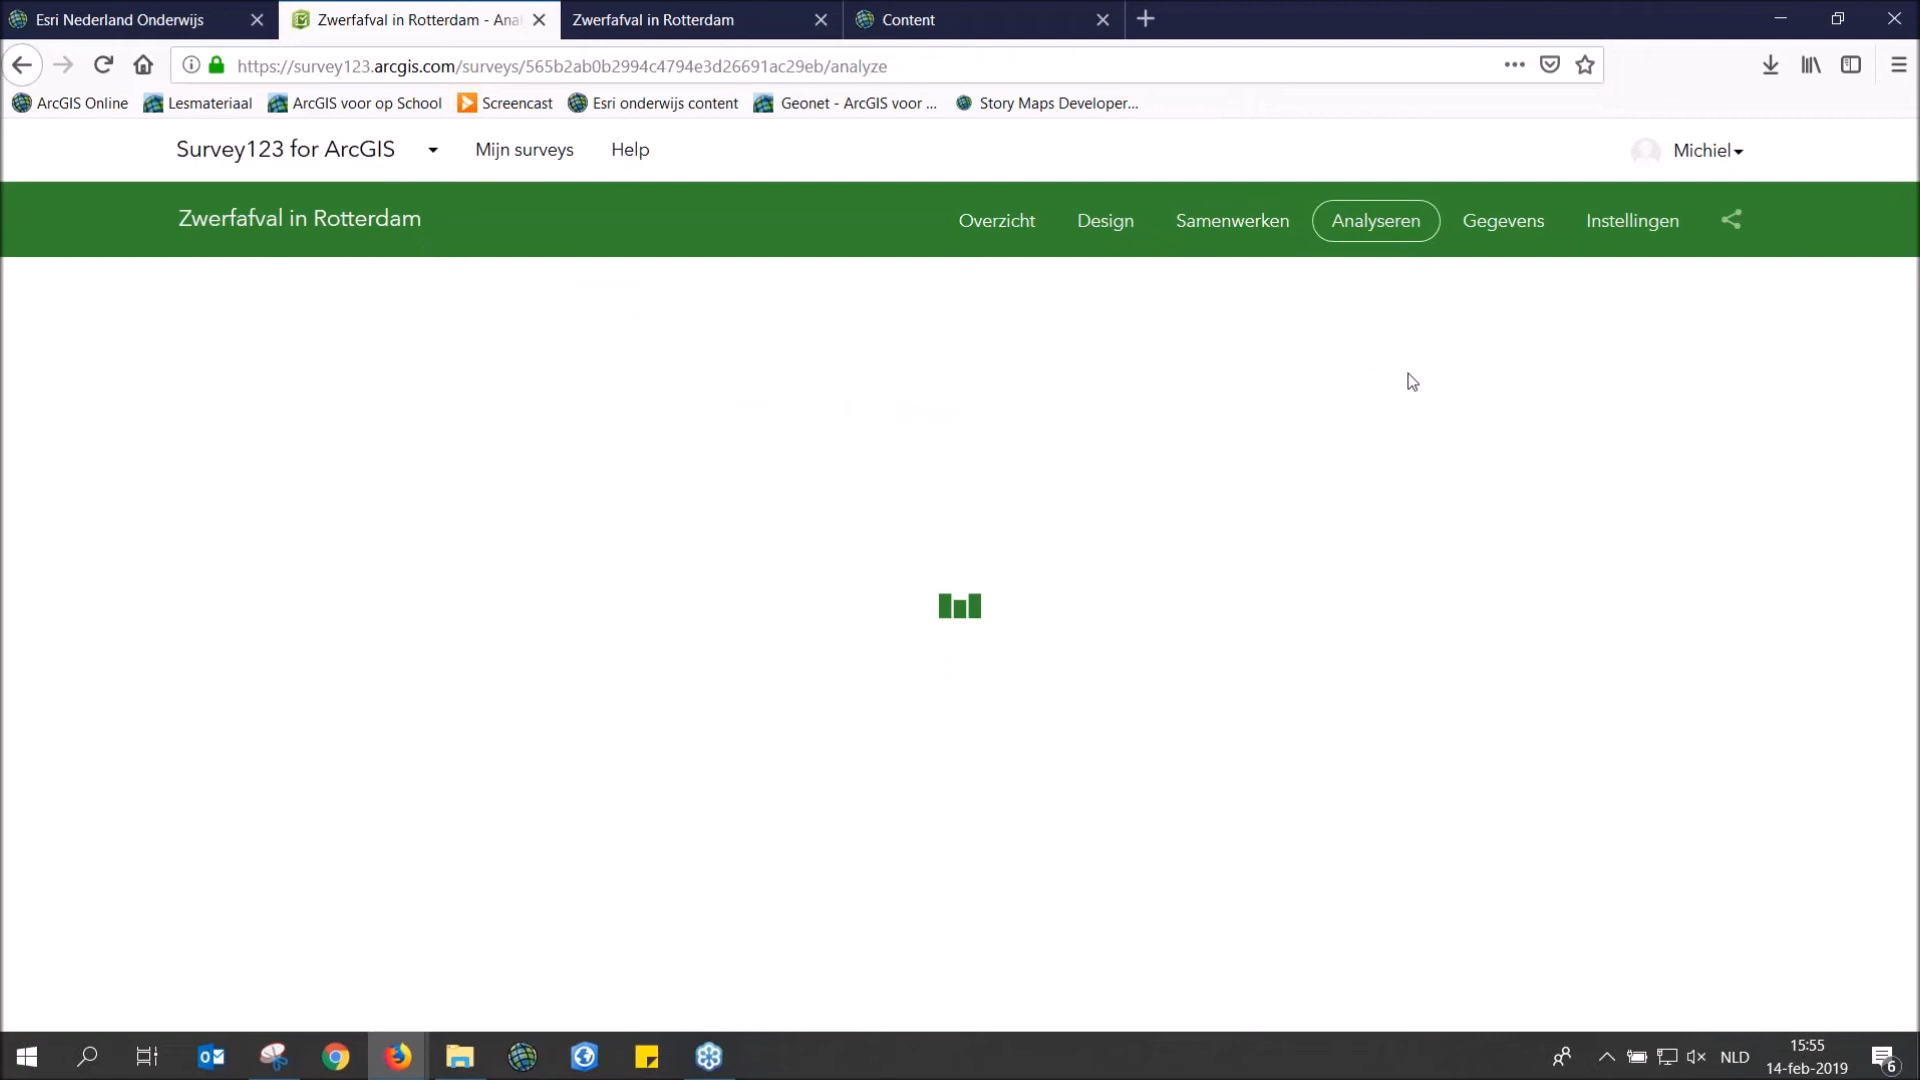 Esri Nederland Onderwijs
Zwerfafval in Rotterdam - Ana
Zwerfafval in Rotterdam
Content
https://survey123.arcgis.com/surveys/565b2ab0b2994c4794e3d26691ac29eb/analyze
ArcGIS Online
Lesmateriaal
ArcGIS voor op School
Screencast
Esri onderwijs content
Geonet - ArcGIS voor ...
Story Maps Developer...
Survey123 for ArcGIS
Mijn surveys
Help
Michiel
Zwerfafval in Rotterdam
Overzicht
Design
Samenwerken
Analyseren
Gegevens
Instellingen
NLD
15:55
14-feb-2019
6